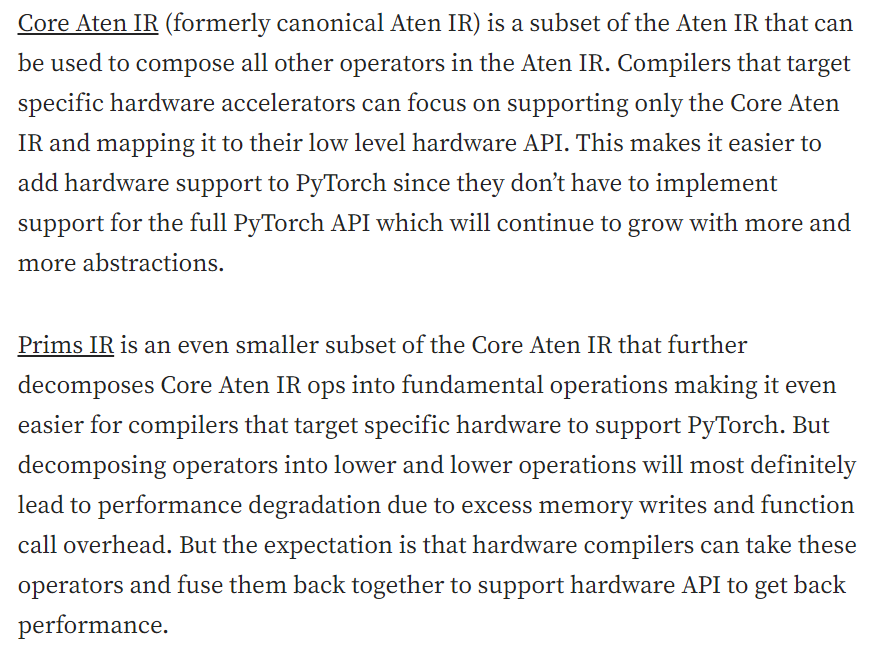 Core Aten IR (formerly canonical Aten IR) is a subset of the Aten IR that can
be used to compose all other operators in the Aten IR. Compilers that target
specific hardware accelerators can focus on supporting only the Core Aten
IR and mapping it to their low level hardware API. This makes it easier to
add hardware support to PyTorch since they don’t have to implement
support for the full PyTorch API which will continue to grow with more and
more abstractions.
Prims IR is an even smaller subset of the Core Aten IR that further
decomposes Core Aten IR ops into fundamental operations making it even
easier for compilers that target specific hardware to support PyTorch. But
decomposing operators into lower and lower operations will most definitely
lead to performance degradation due to excess memory writes and function
call overhead. But the expectation is that hardware compilers can take these
operators and fuse them back together to support hardware API to get back
performance.